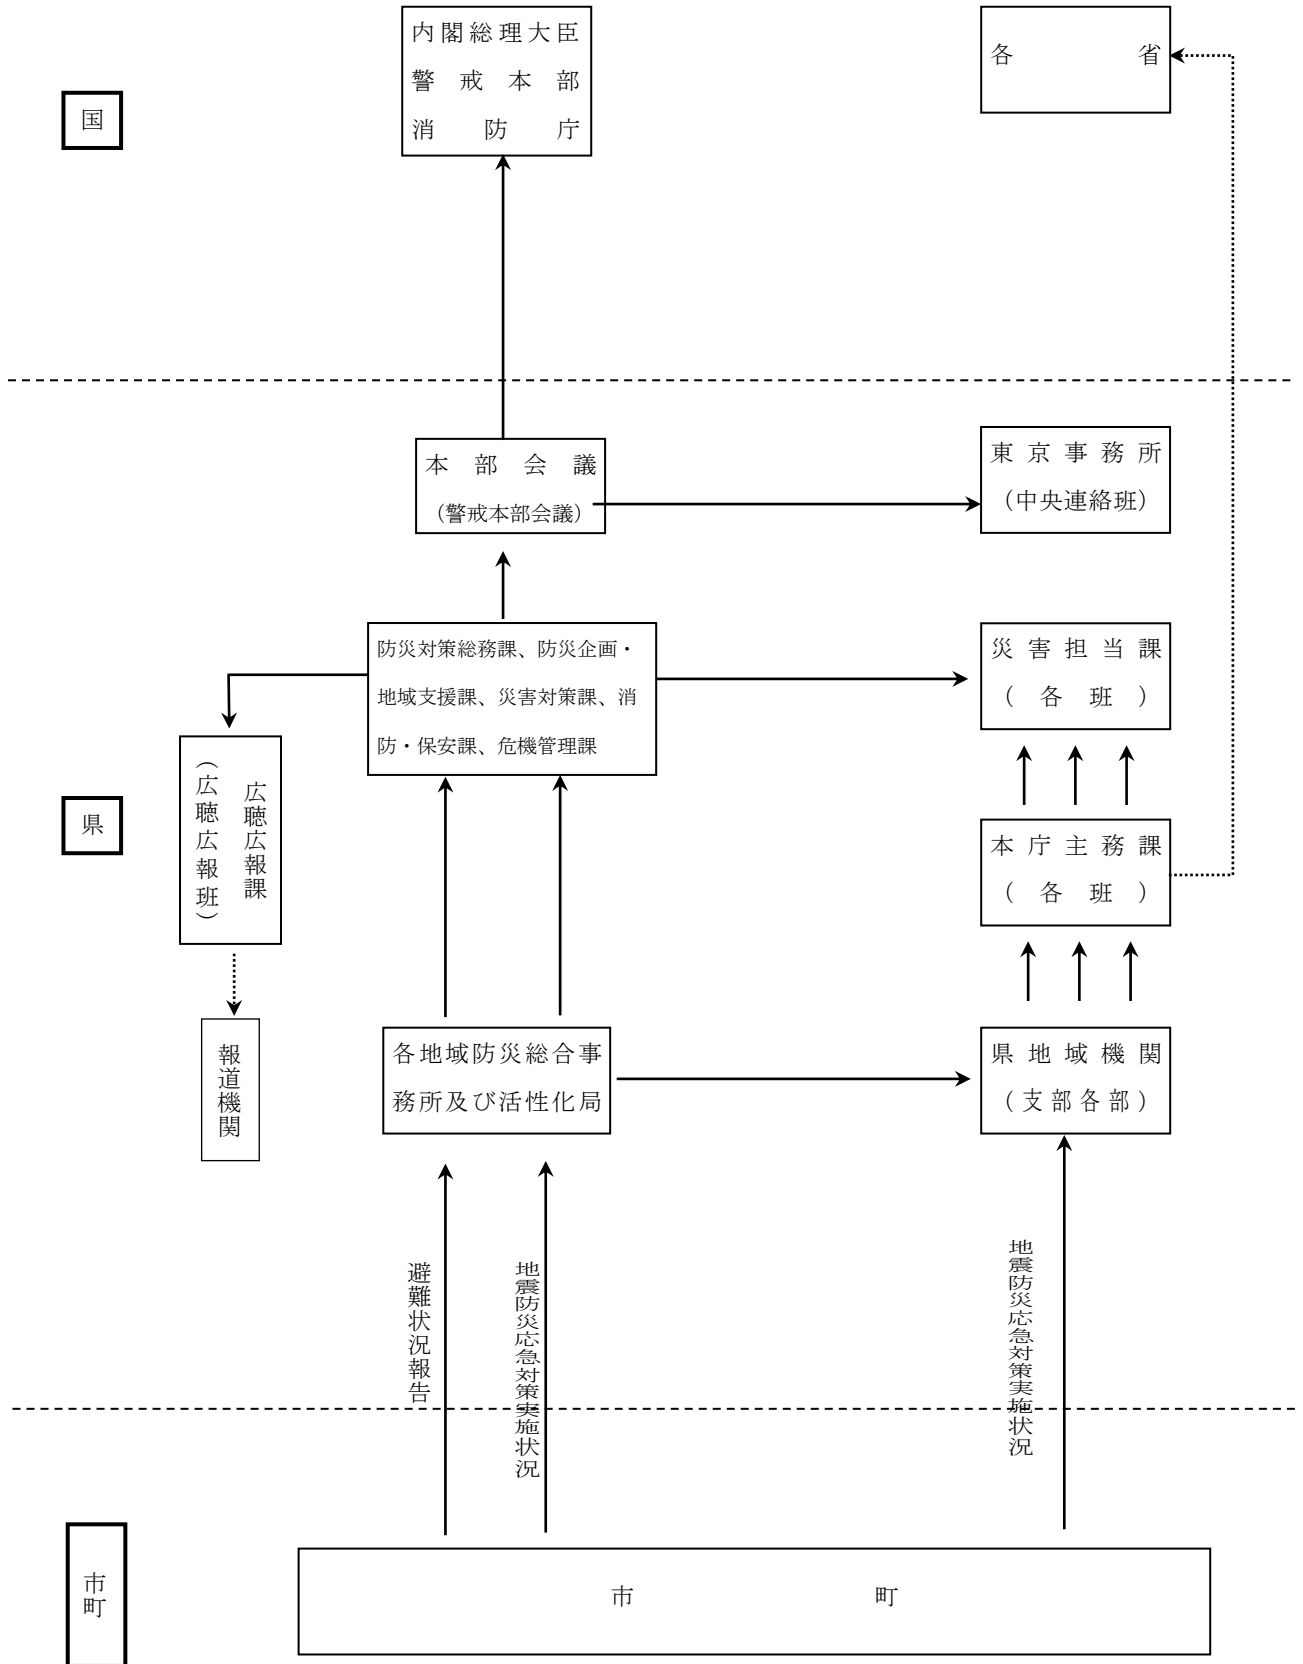 内閣総理大臣
警戒本部
消防庁
各省
国
本部会議
(警戒本部会議)
東京事務所
(中央連絡班)
防災対策総務課、防災企画・
地域支援課、災害対策課、消
防・保安課、危機管理課
災害担当課
(各班)
広聴広報課
(広聴広報班)
県
本庁主務課
(各班)
報道機関
各地域防災総合事
務所及び活性化局
県地域機関
(支部各部)
避難状況報告
地震防災応急対策実施状況
地震防災応急対策実施状況
市町
市町